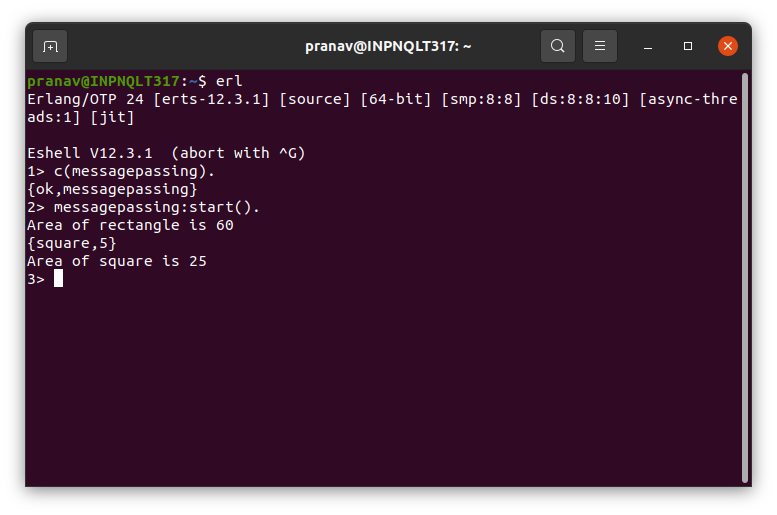 pranav@INPNQLT317: ~
pranav@INPNQLT317:~$ erl
Erlang/OTP 24 [erts-12.3.1] [source] [64-bit] [smp:8:8] [ds:8:8:10] [async-thre
ads:1] [jit]
Eshell V12.3.1  (abort with ^G)
1> c(messagepassing).
{ok,messagepassing}
2> messagepassing:start().
Area of rectangle is 60
{square,5}
Area of square is 25
3>